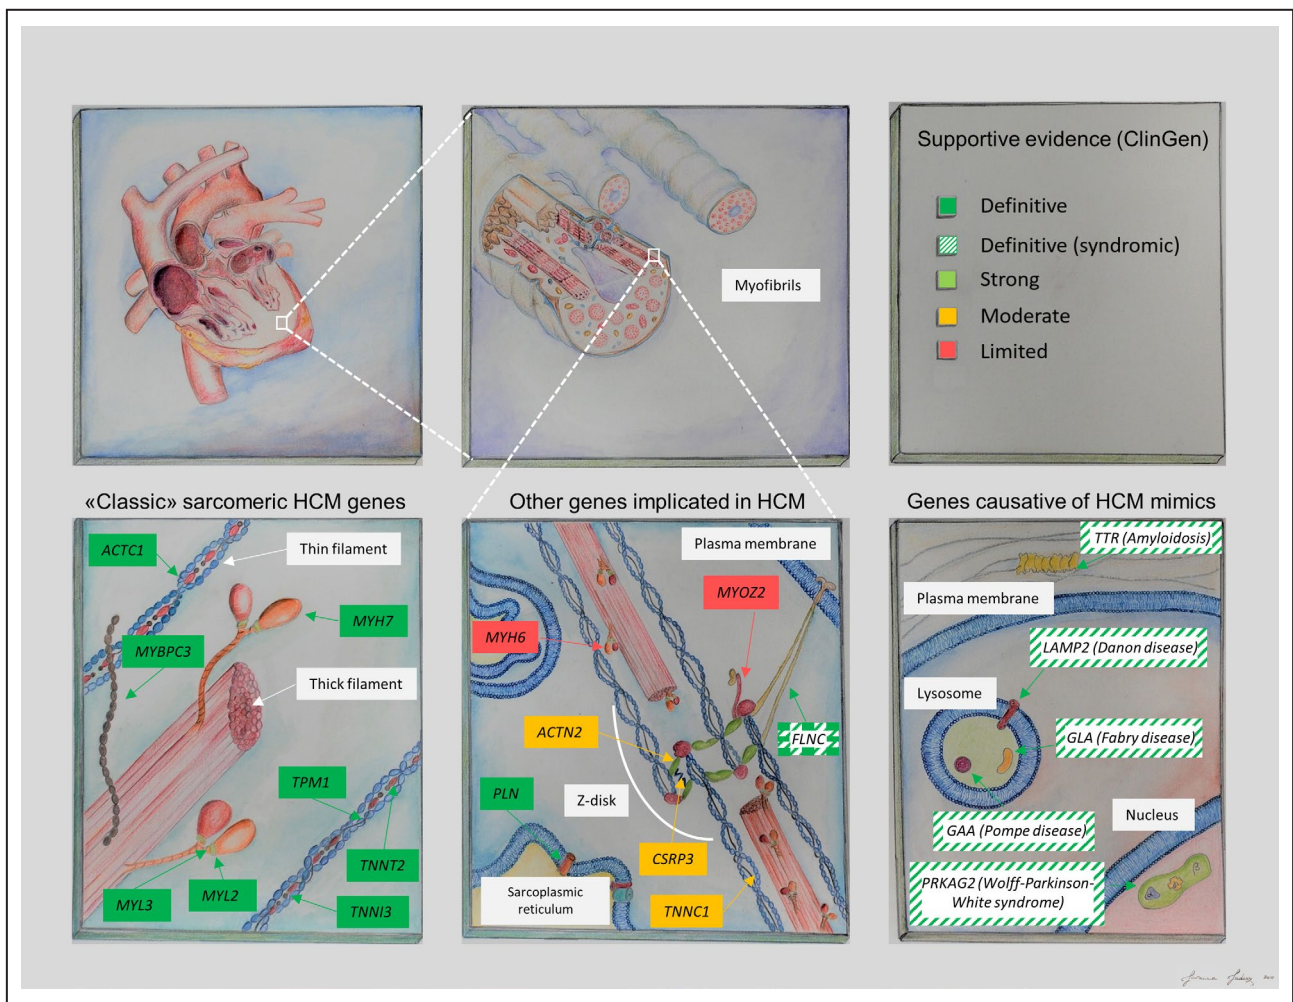 Supportive evidence (ClinGen)
Definitive
Definitive (syndromic)
Strong
Moderate
Limited
Myofibrils
«Classic» sarcomeric HCM genes
ACTC1
Thin filament
MYH7
MYBPC3
Thick filament
TPM1
TNNT2
MYL2
MYL3
TNNI3
Other genes implicated in HCM
Plasma membrane
MYOZ2
MYH6
ACTN2
FLNC
PLN
Z-disk
CSRP3
Sarcoplasmic
reticulum
TNNC1
Genes causative of HCM mimics
TTR (Amyloidosis)
Plasma membrane
LAMP2 (Danon disease)
Lysosome
GLA (Fabry disease)
Nucleus
GAA (Pompe disease)
PRKAG2 (Wolff-Parkinson-
White syndrome)